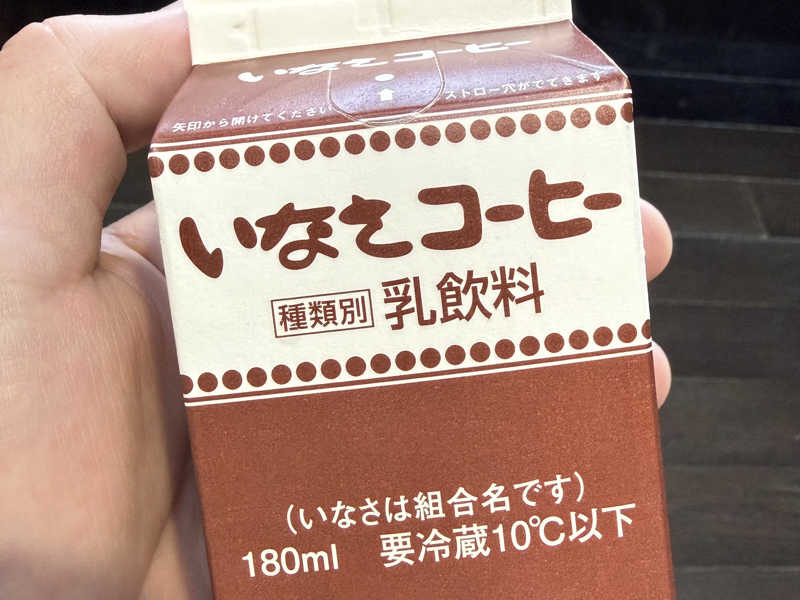 いなさコーヒー
矢印から開けてください
ストロー穴がでてきます
いなさコーヒー
種類別 乳飲料
(いなさは組合名です)
180ml 要冷蔵10℃以下